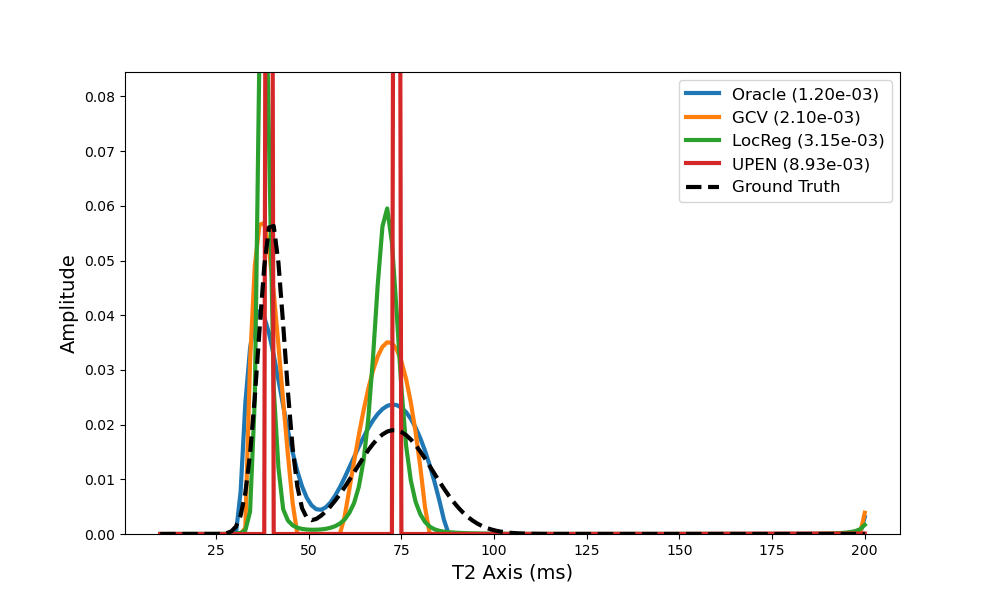 Oracle (1.20e-03)
GCV (2.10e-03)
LocReg (3.15e-03)
UPEN (8.93e-03)
Ground Truth
Amplitude
0.08
0.07
0.06
0.05
0.04
0.03
0.02
0.01
0.00
25 50 75 100 125 150 175 200
T2 Axis (ms)